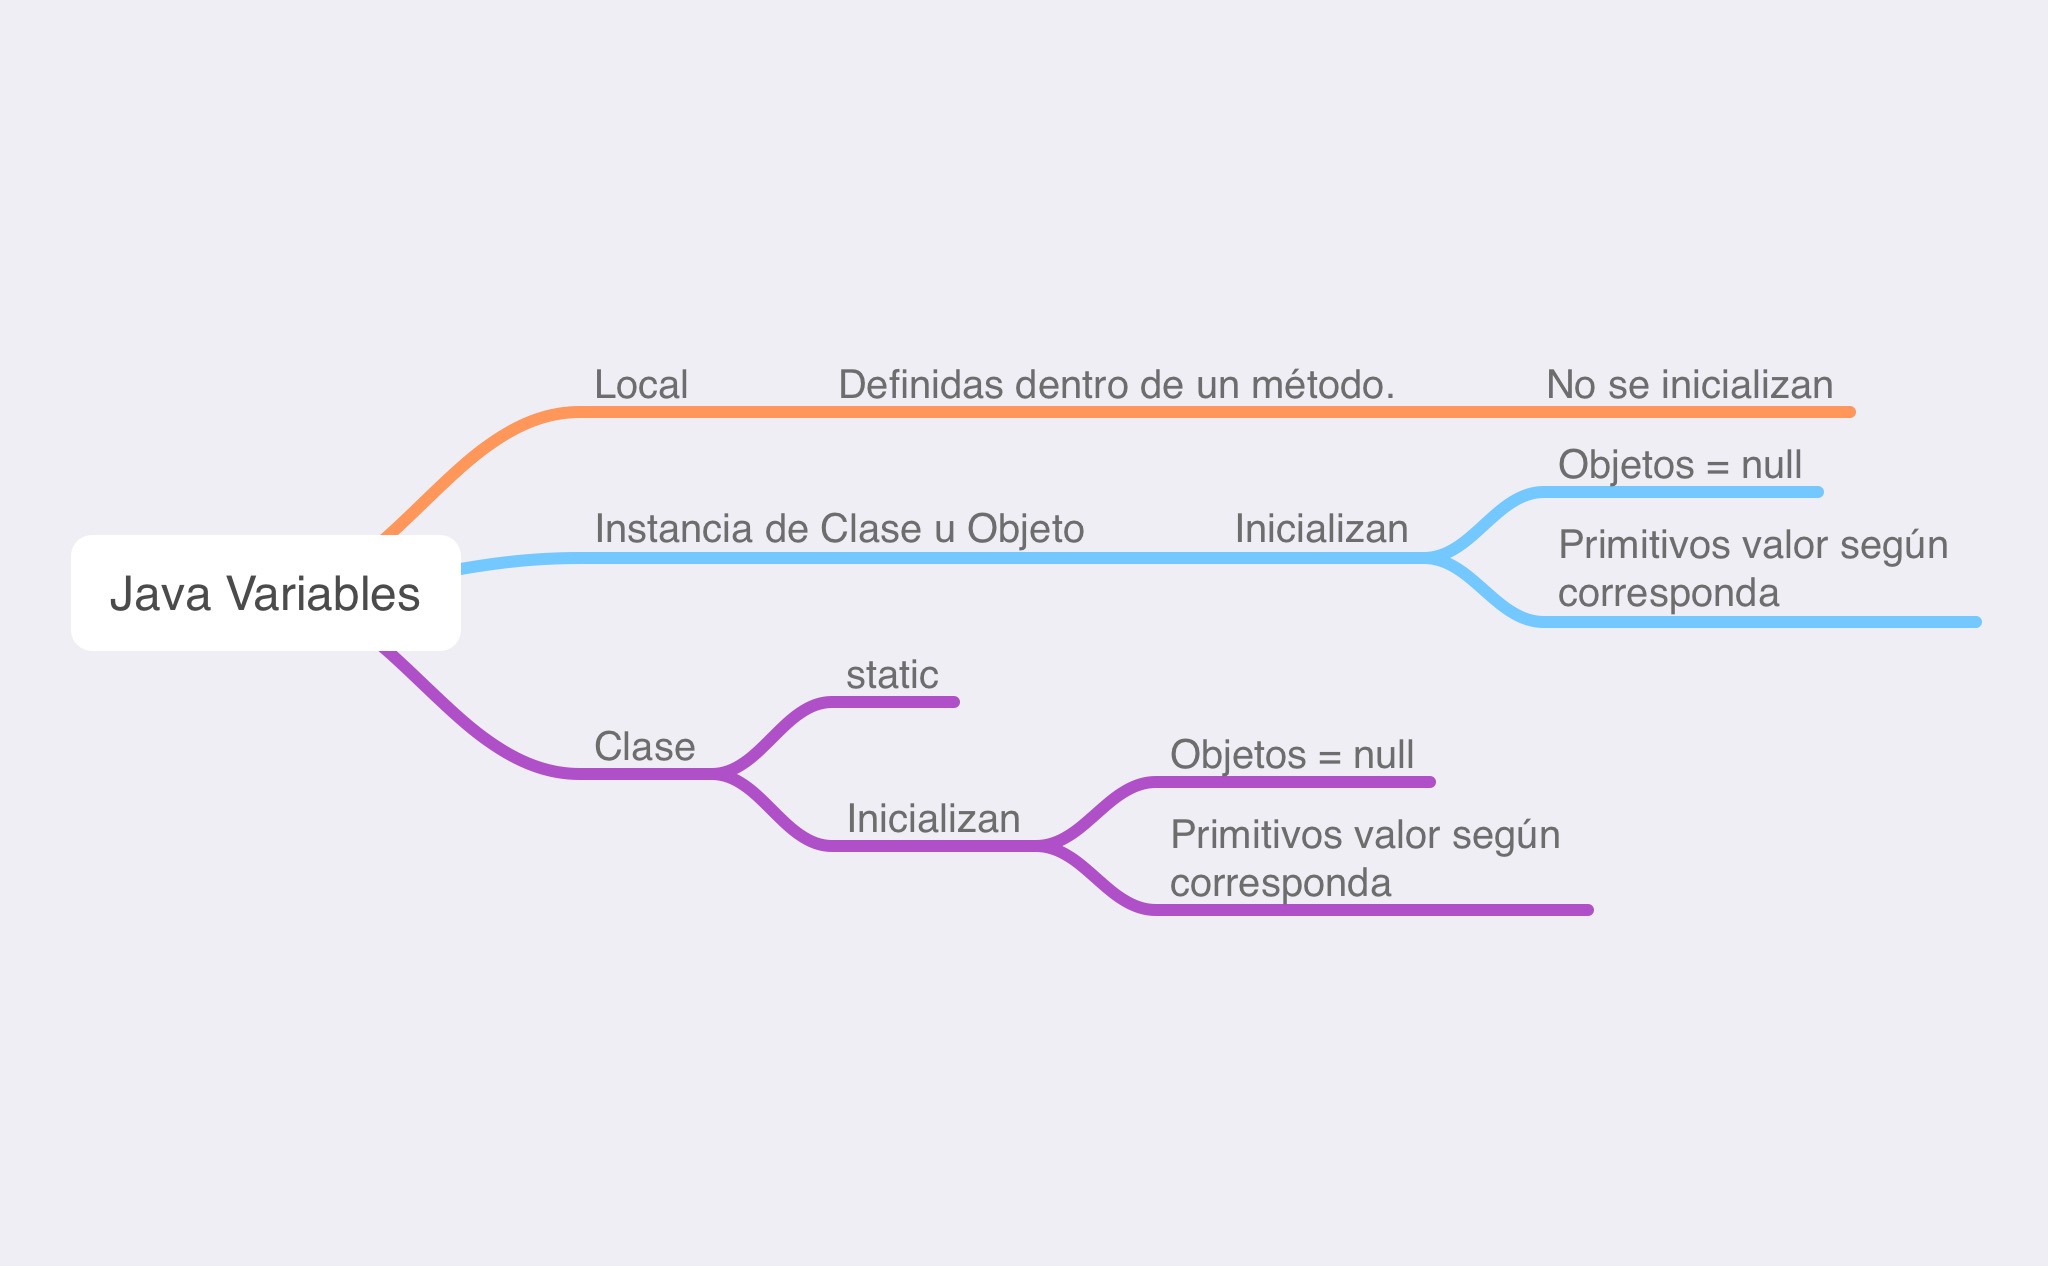 Java Variables
Local
Definidas dentro de un método.
No se inicializan
Instancia de Clase u Objeto
Inicializan
Objetos = null
Primitivos valor según
corresponda
Clase
static
Inicializan
Objetos = null
Primitivos valor según
corresponda